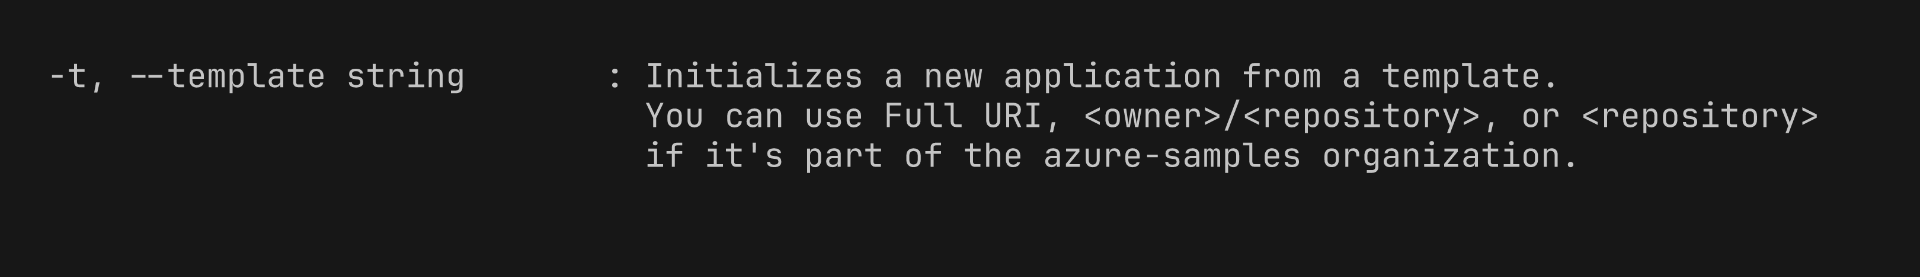 -t, --template string : Initializes a new application from a template.
You can use Full URI, <owner>/<repository>, or <repository>
if it's part of the azure-samples organization.